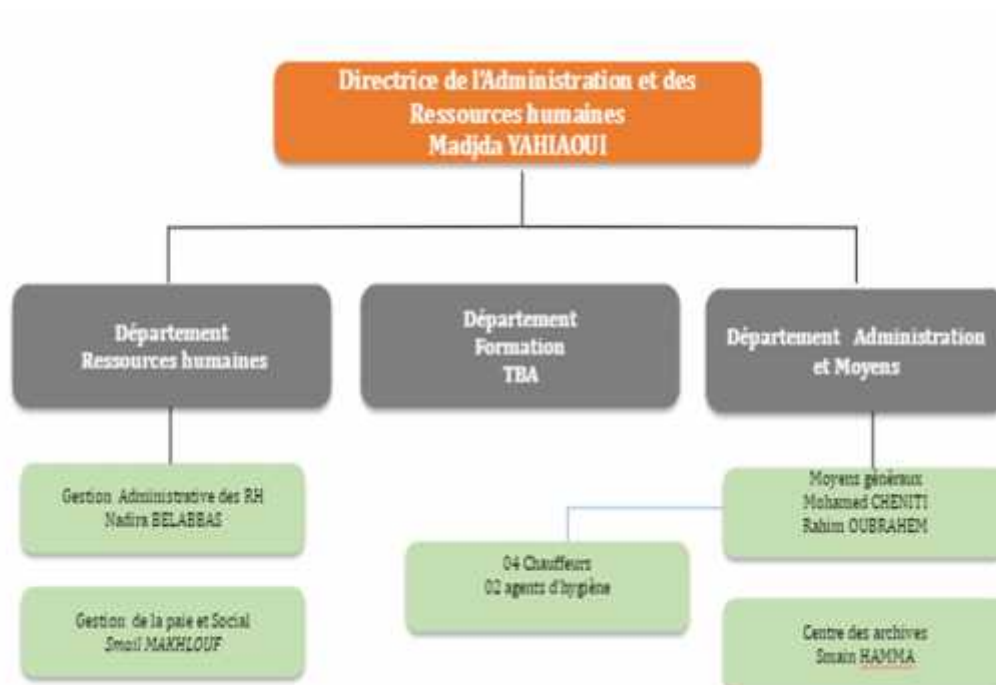 Directrice de l'Administration et des
Ressources humaines
Madjda YAHIAOUI
Département
Ressources humaines
Département
Formation
TBA
Département Administration
et Moyens
Gestion Administrative des RH
Nadira BELABBAS
Moyens généraux
Mohamed CHENITI
Rahim OUBRAHEM
04 Chauffeurs
02 agents d'hygiène
Gestion de la paie et Social
Smail MAKHLOUF
Centre des archives
Smain HAMMA